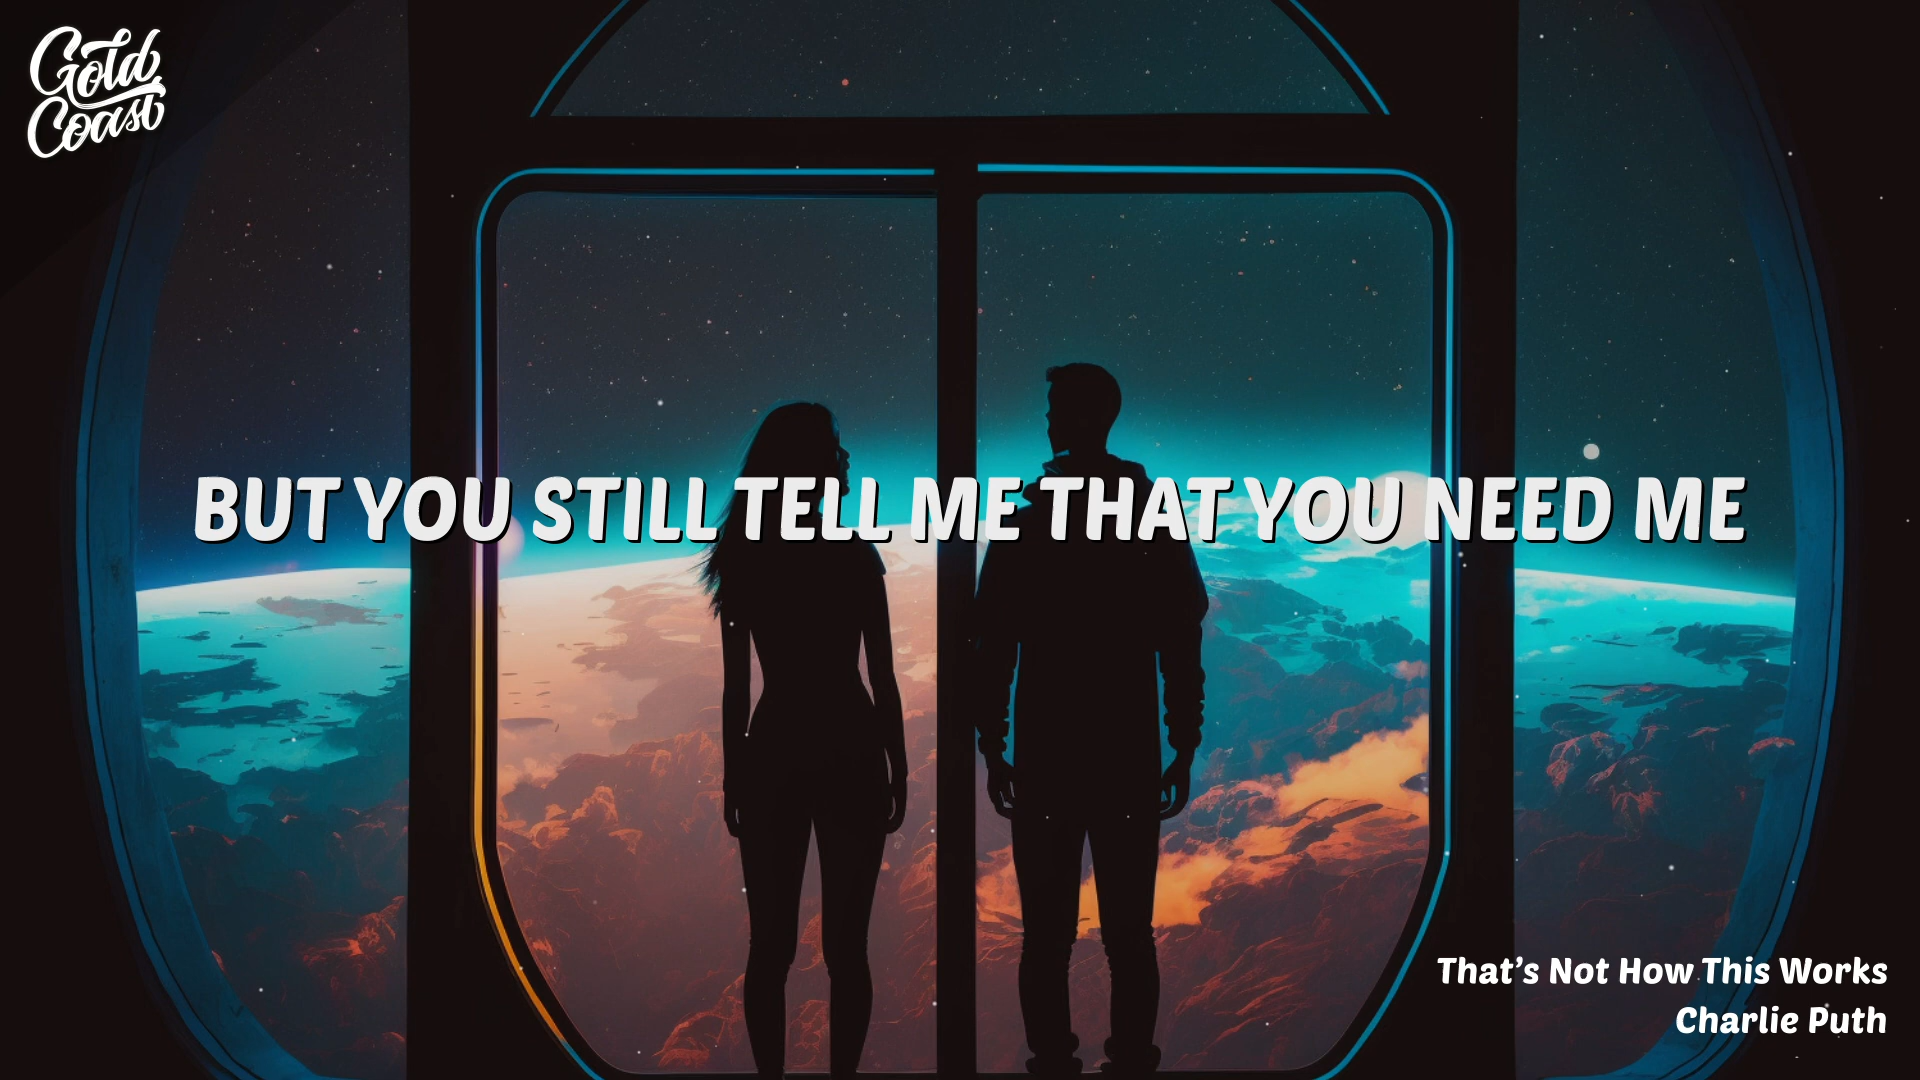 Gold
Coast
BUT YOU STILL TELL ME THAT YOU NEED ME
That's Not How This Works
Charlie Puth